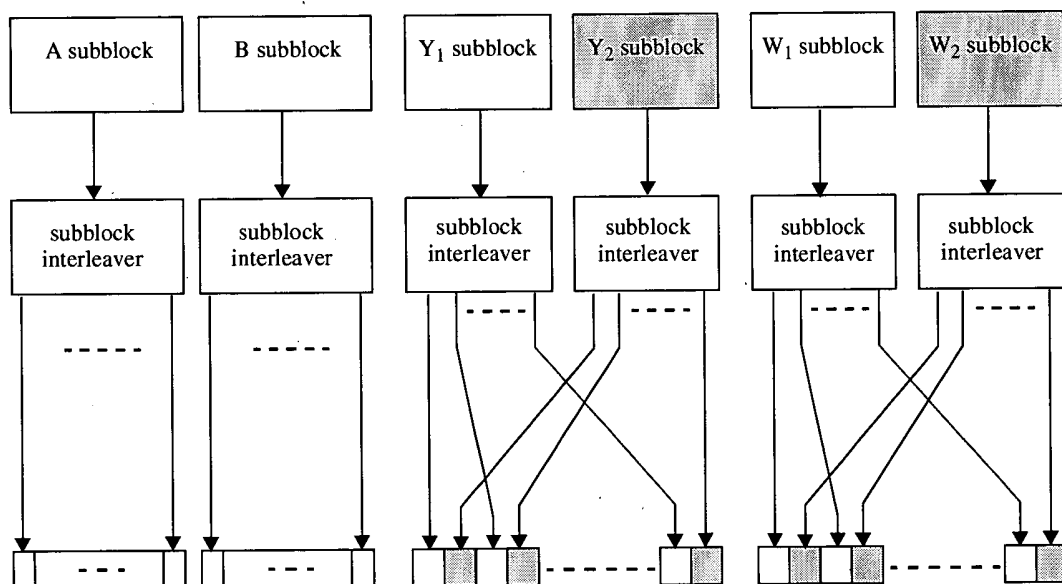 A subblock
B subblock
Y1 subblock
Y2 subblock
W1 subblock
W2 subblock
subblock
interleaver
subblock
interleaver
subblock
interleaver
subblock
interleaver
subblock
interleaver
subblock
interleaver